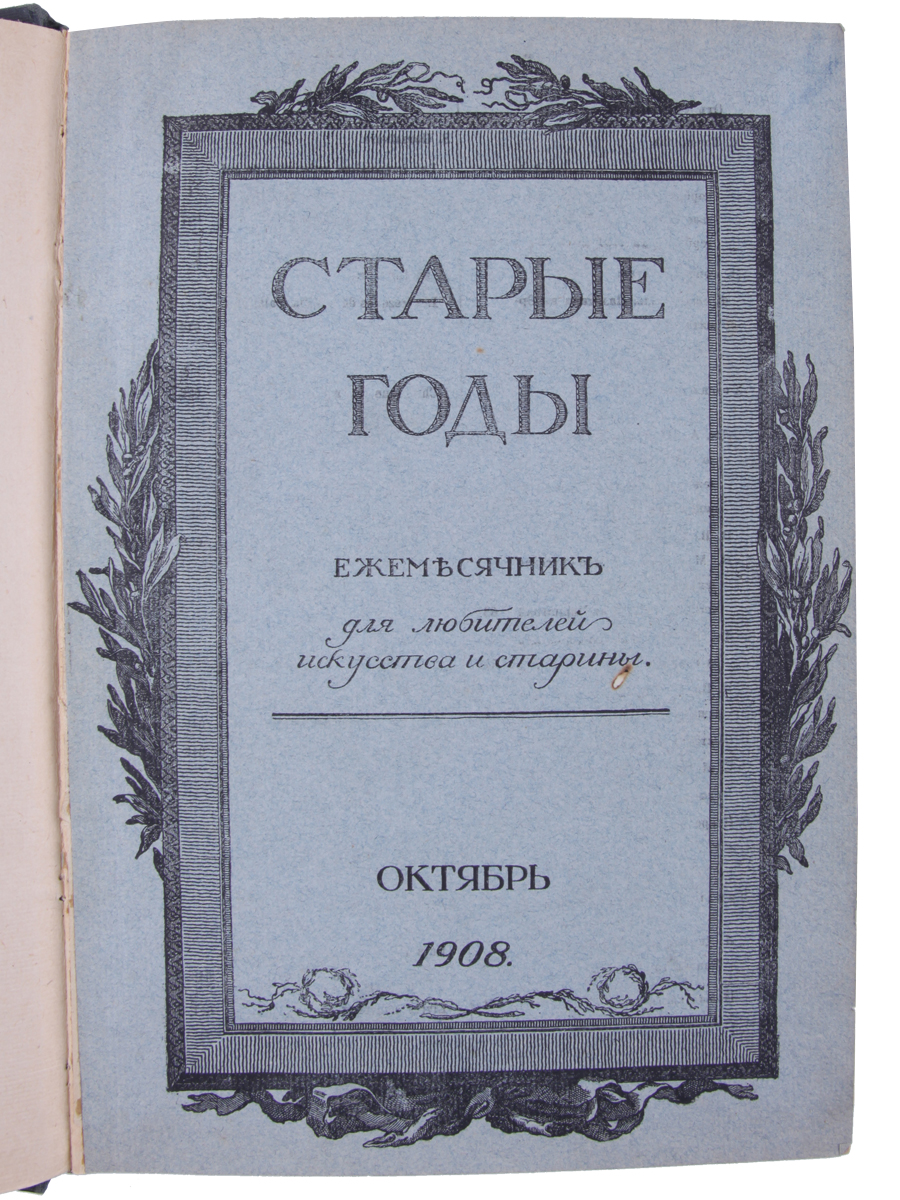 СТАРЫЕ
ГОДЫ
ЕЖЕМѢСЯЧНИКЪ
для любителей
искусства и старины.
ОКТЯБРЬ
1908.